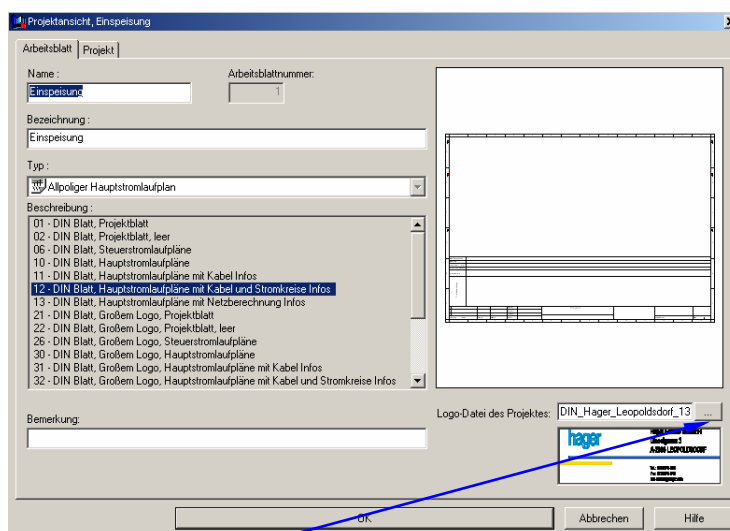 Projektansicht, Einspeisung
Arbeitsblatt Projekt
Name : Arbeitsblattnummer:
Einspeisung 1
Bezeichnung :
Einspeisung
Typ :
Allpoliger Hauptstromlaufplan
Beschreibung :
01 - DIN Blatt, Projektblatt
02 - DIN Blatt, Projektblatt, leer
06 - DIN Blatt, Steuerstromlaufpläne
10 - DIN Blatt, Hauptstromlaufpläne
11 - DIN Blatt, Hauptstromlaufpläne mit Kabel Infos
12 - DIN Blatt, Hauptstromlaufpläne mit Kabel und Stromkreise Infos
13 - DIN Blatt, Hauptstromlaufpläne mit Netzberechnung Infos
21 - DIN Blatt, Großem Logo, Projektblatt
22 - DIN Blatt, Großem Logo, Projektblatt, leer
26 - DIN Blatt, Großem Logo, Steuerstromlaufpläne
30 - DIN Blatt, Großem Logo, Hauptstromlaufpläne
31 - DIN Blatt, Großem Logo, Hauptstromlaufpläne mit Kabel Infos
32 - DIN Blatt, Großem Logo, Hauptstromlaufpläne mit Kabel und Stromkreise Infos
Logo-Datei des Projektes: DIN_Hager_Leopoldsdorf_13 ...
Bemerkung:
hager
LEOPOLDSDORF
OK Abbrechen Hilfe